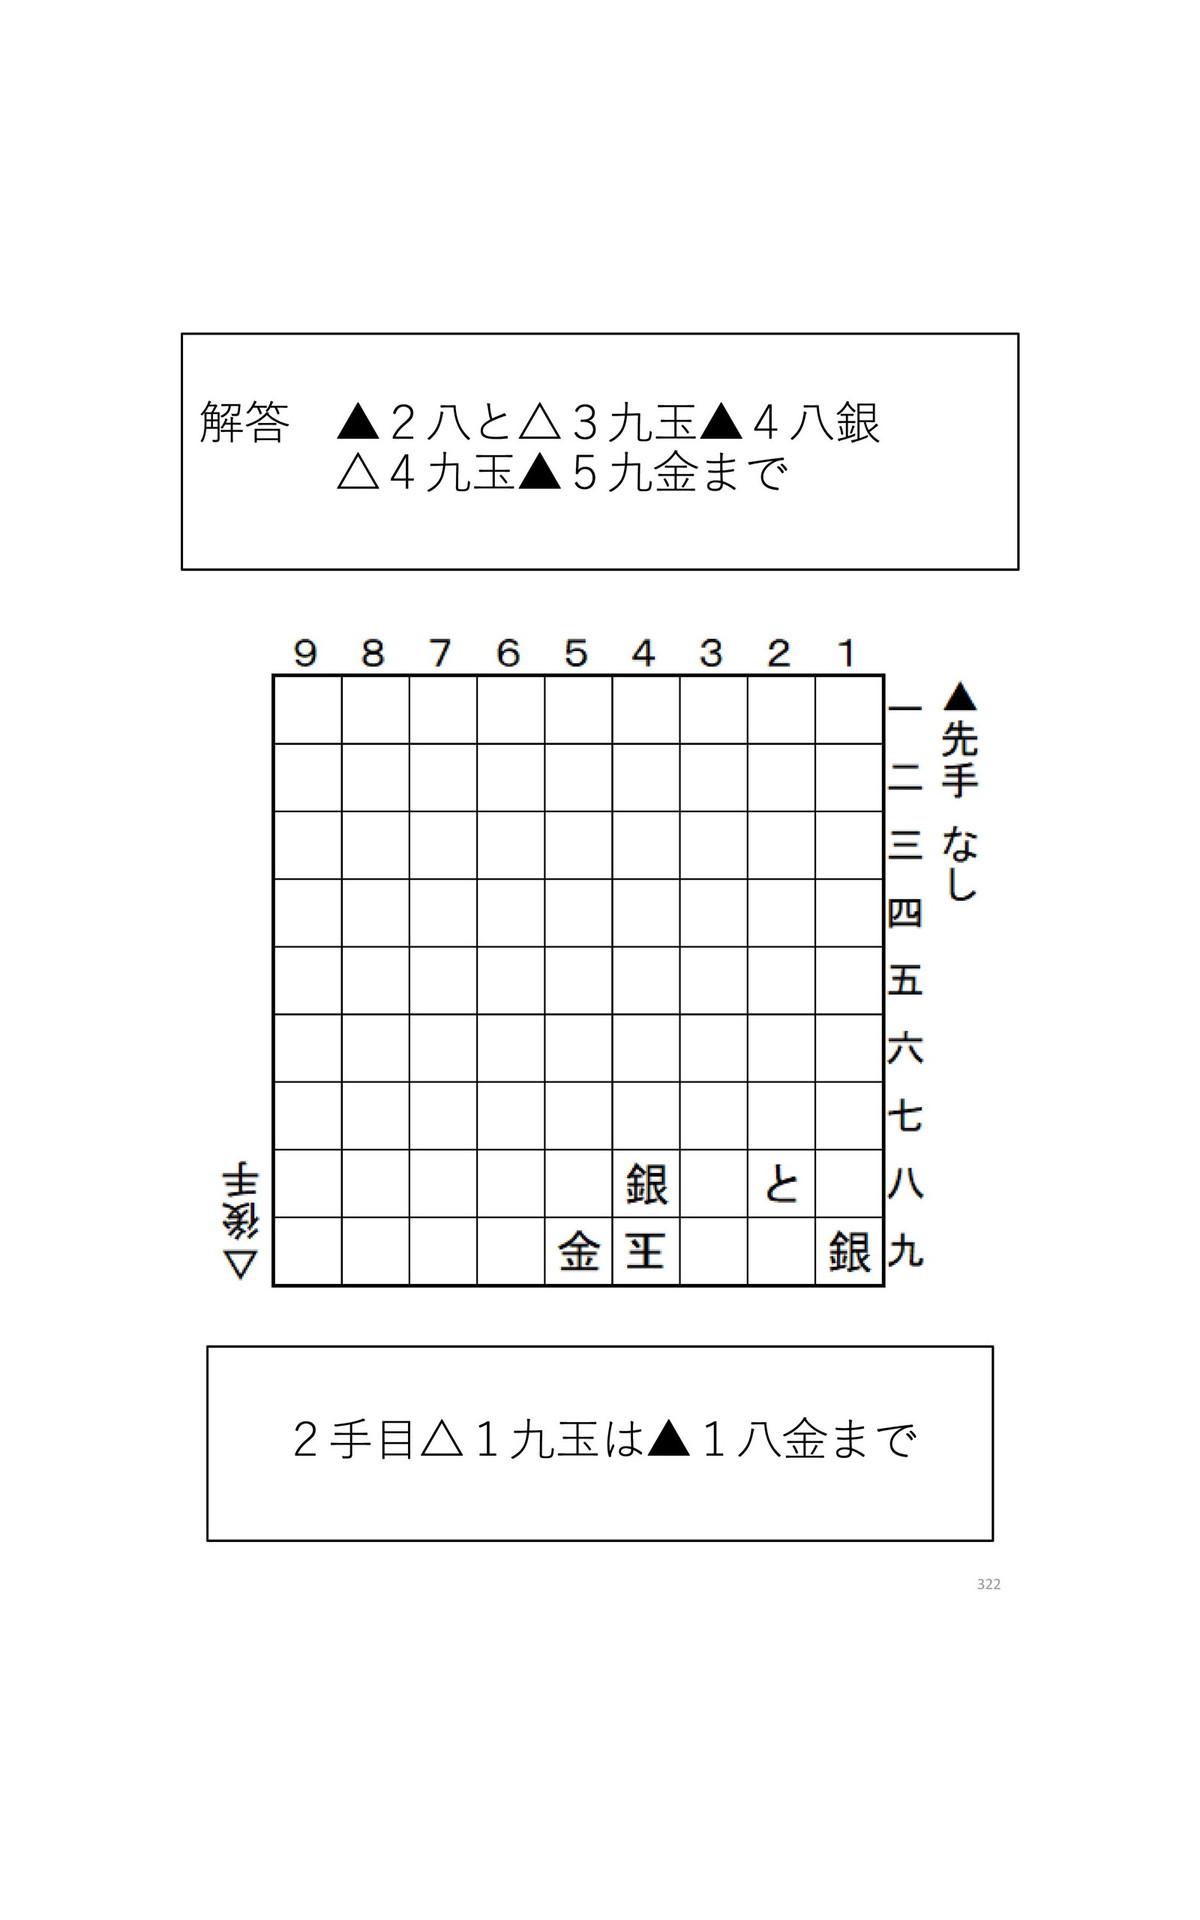 解答　▲２八と△３九玉▲４八銀
△４九玉▲５九金まで
9 8 7 6 5 4 3 2 1
一
二
三
四
五
六
七
八
九
▲先手 なし
△後手
銀 と
金 玉 銀
２手目△１九玉は▲１八金まで
322